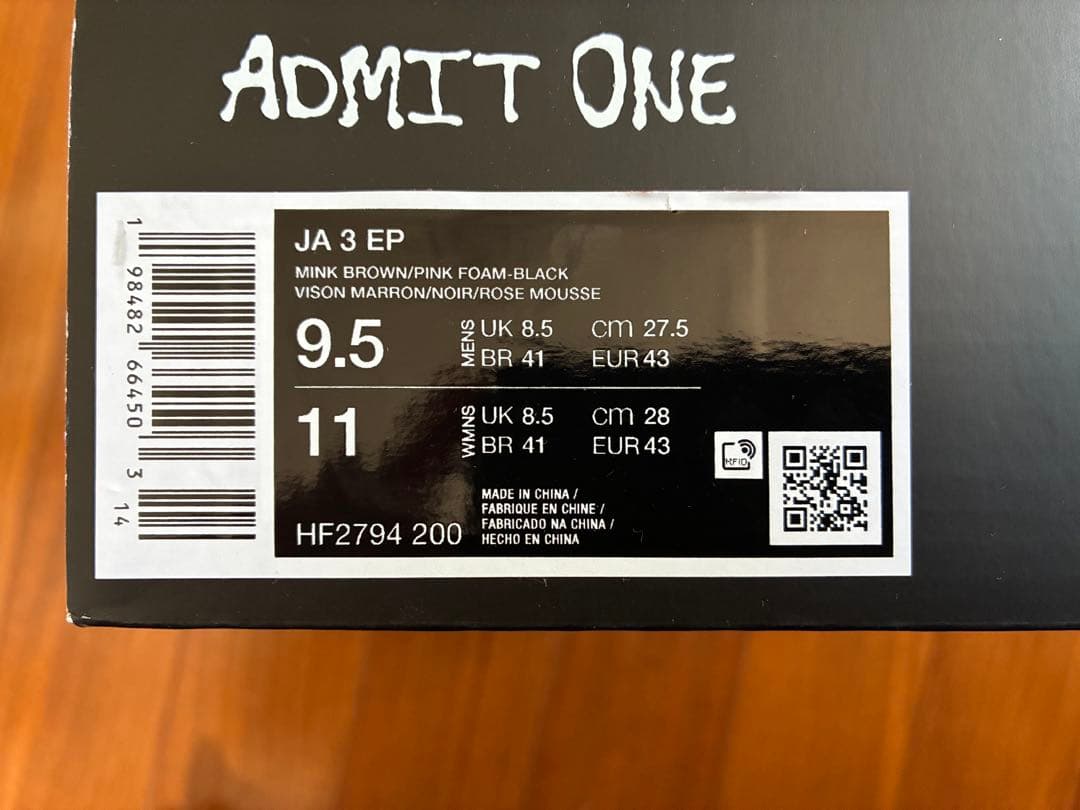 ADMIT ONE
1 98482 66450 3 14
JA 3 EP
MINK BROWN/PINK FOAM-BLACK
VISON MARRON/NOIR/ROSE MOUSSE
9.5 MENS UK 8.5 cm 27.5
BR 41 EUR 43
11 WMNS UK 8.5 cm 28
BR 41 EUR 43
RFID
MADE IN CHINA /
FABRIQUE EN CHINE /
FABRICADO NA CHINA /
HECHO EN CHINA
HF2794 200